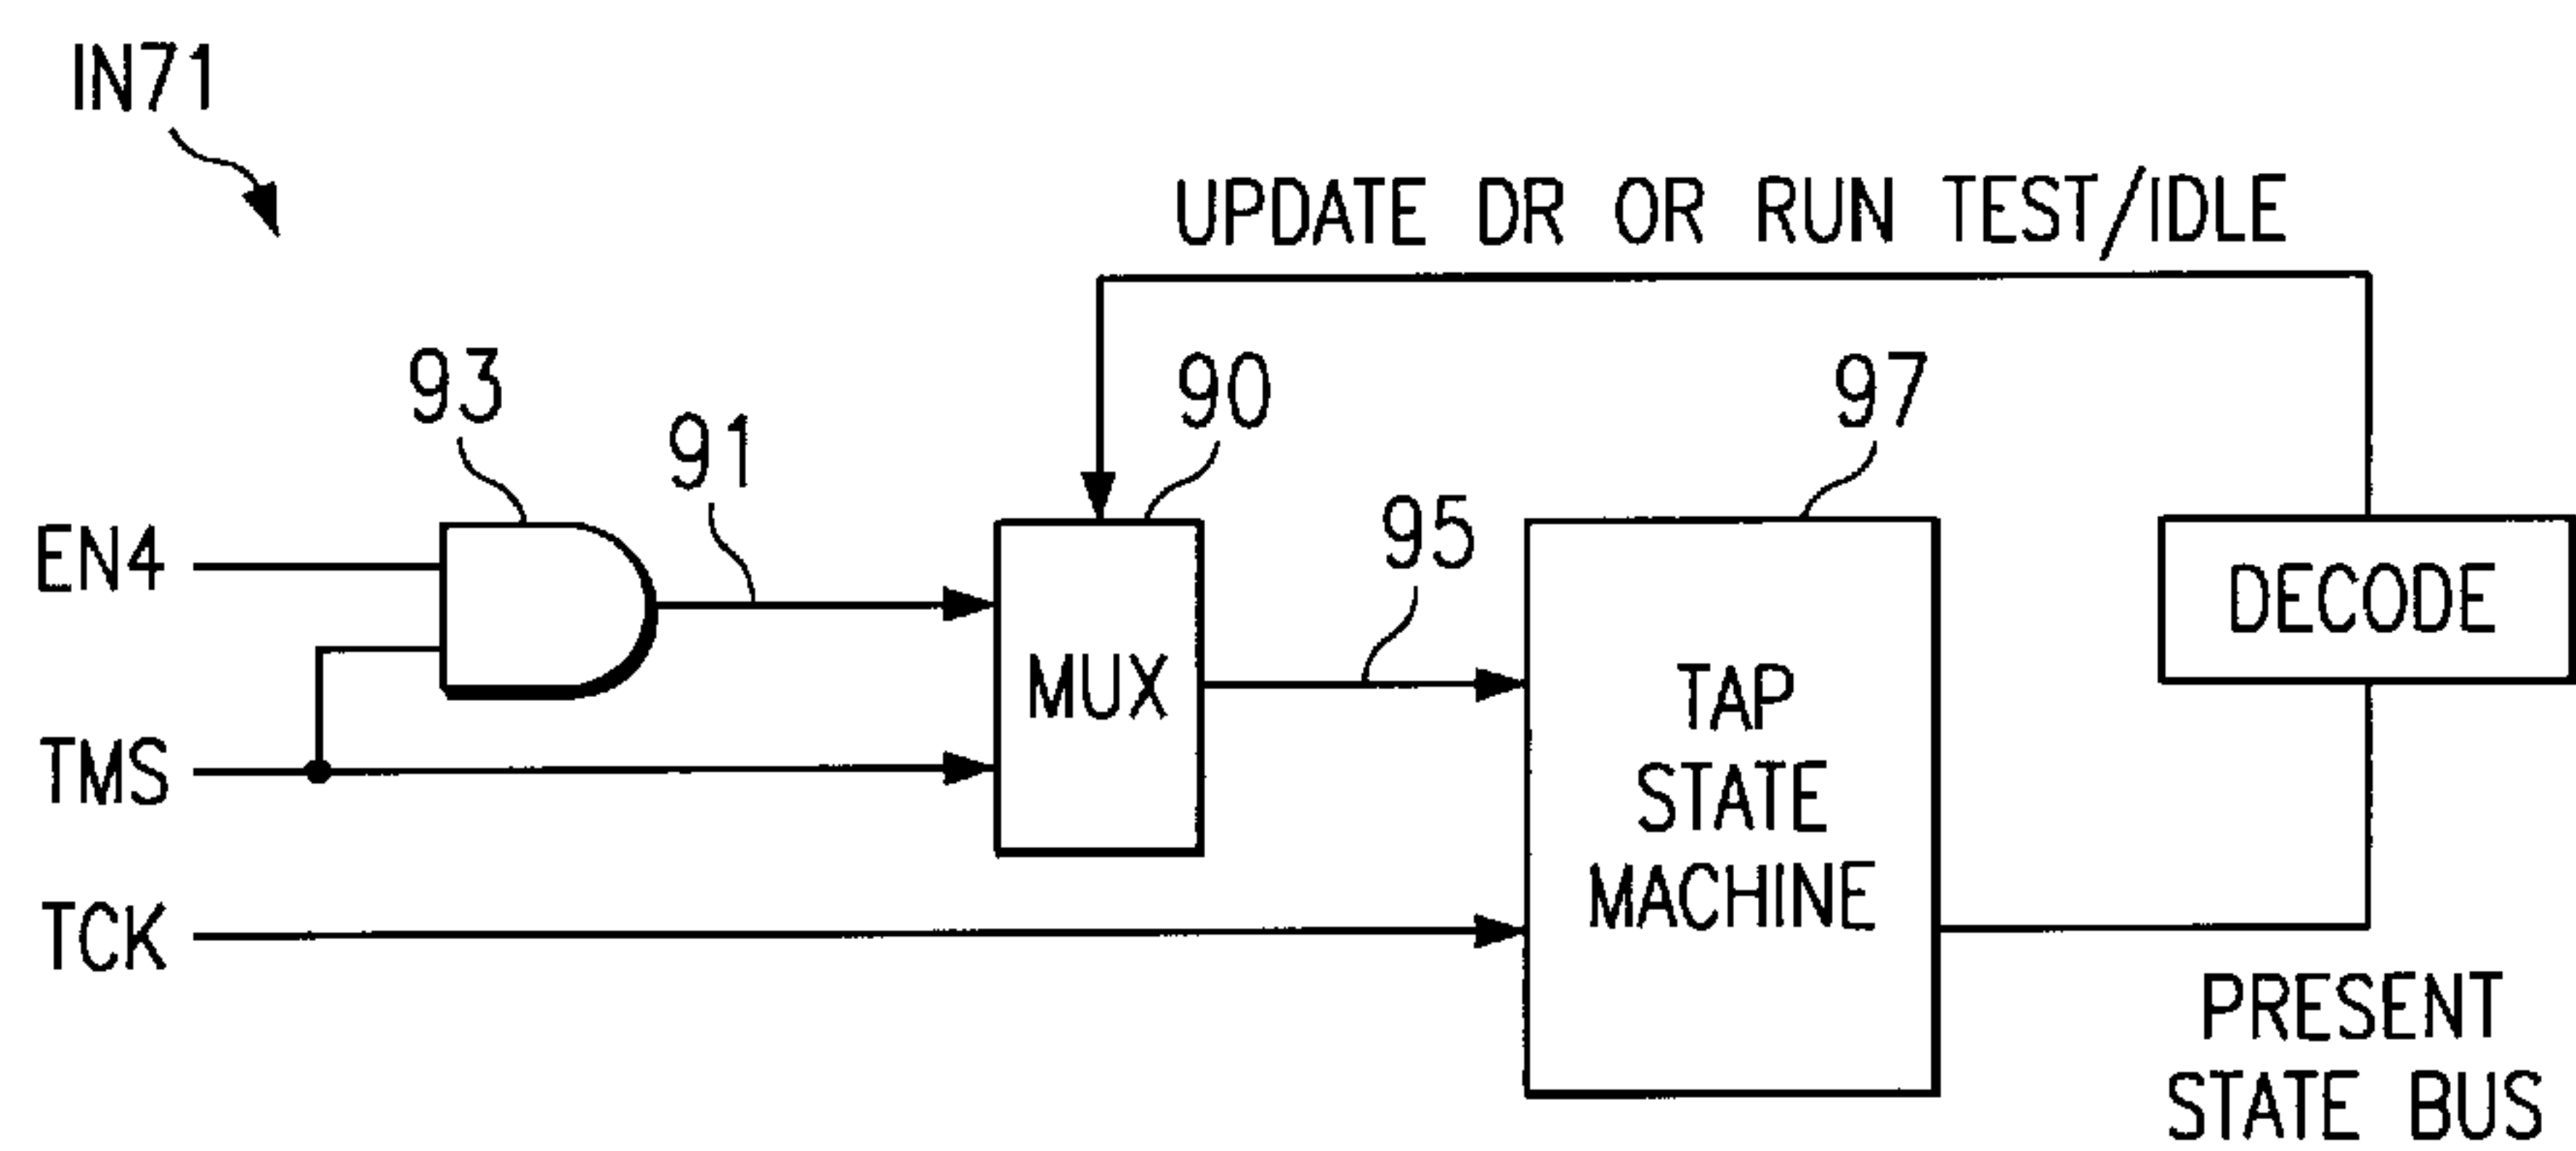 IN71
UPDATE DR OR RUN TEST/IDLE
93
91
90
97
95
EN4
TMS
TCK
MUX
TAP
STATE
MACHINE
DECODE
PRESENT
STATE BUS